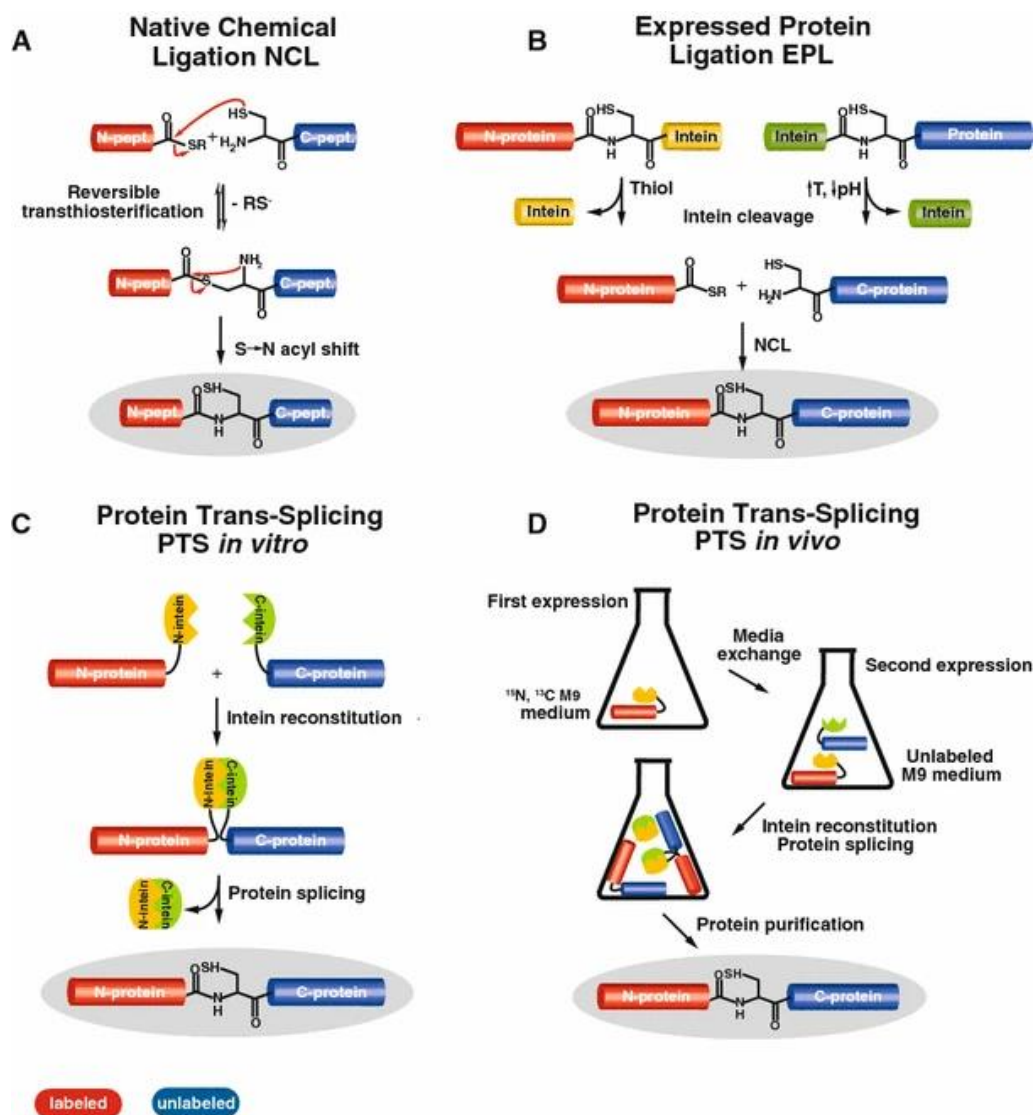 A
Native Chemical
Ligation NCL
O
HS
N-pept.
SR
+
H₂N
O
C-pept.
Reversible
transthiosterification
- RS⁻
O
NH₂
N-pept.
S
O
C-pept.
S→N acyl shift
SH
O
N-pept.
N
H
O
C-pept.
B
Expressed Protein
Ligation EPL
HS
O
N-protein
N
H
O
Intein
HS
O
Intein
N
H
O
Protein
Thiol
↑T, ↓pH
Intein
Intein cleavage
Intein
O
N-protein
SR
+
HS
H₂N
O
C-protein
NCL
SH
O
N-protein
N
H
O
C-protein
C
Protein Trans-Splicing
PTS in vitro
N-intein
C-intein
N-protein
+
C-protein
Intein reconstitution
N-intein
C-intein
N-protein
C-protein
N-intein
C-intein
Protein splicing
SH
O
N-protein
N
H
O
C-protein
D
Protein Trans-Splicing
PTS in vivo
First expression
Media
exchange
Second expression
¹⁵N, ¹³C M9
medium
Unlabeled
M9 medium
Intein reconstitution
Protein splicing
Protein purification
SH
O
N-protein
N
H
O
C-protein
labeled
unlabeled